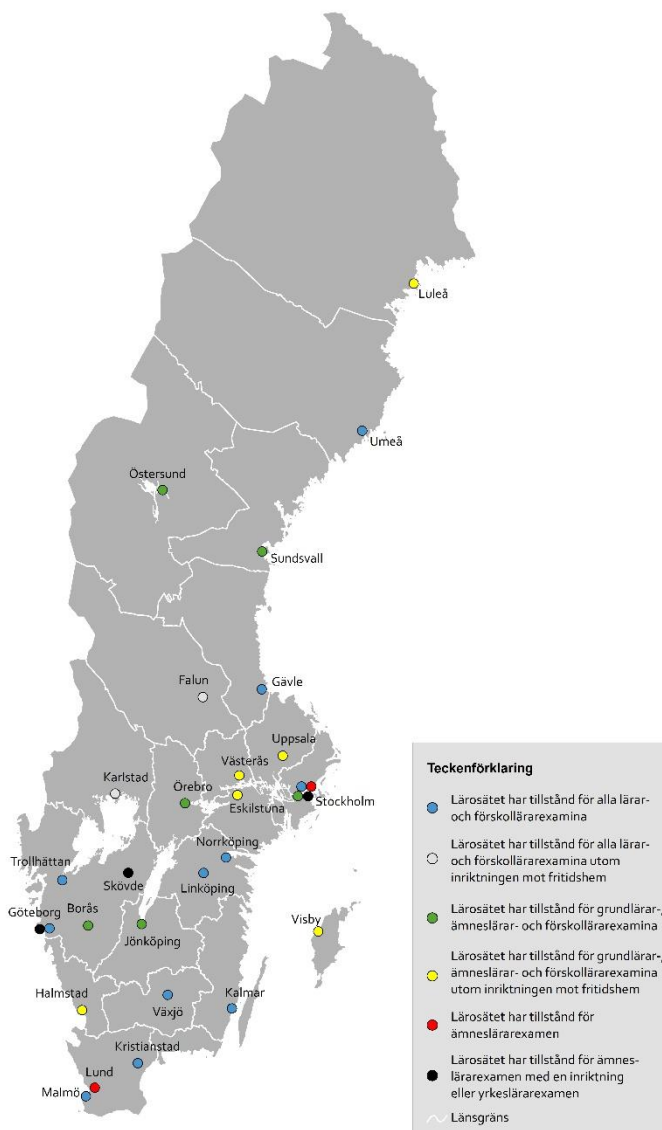 Luleå
Umeå
Östersund
Sundsvall
Falun
Gävle
Uppsala
Västerås
Karlstad
Örebro
Eskilstuna
Stockholm
Norrköping
Trollhättan
Skövde
Linköping
Göteborg
Borås
Jönköping
Visby
Halmstad
Växjö
Kalmar
Kristianstad
Lund
Malmö
Teckenförklaring
Lärosätet har tillstånd för alla lärar-
och förskollärarexamina
Lärosätet har tillstånd för alla lärar-
och förskollärarexamina utom
inriktningen mot fritidshem
Lärosätet har tillstånd för grundlärar-,
ämneslärar- och förskollärarexamina
Lärosätet har tillstånd för grundlärar-,
ämneslärar- och förskollärarexamina
utom inriktningen mot fritidshem
Lärosätet har tillstånd för
ämneslärarexamen
Lärosätet har tillstånd för ämnes-
lärarexamen med en inriktning
eller yrkeslärarexamen
Länsgräns